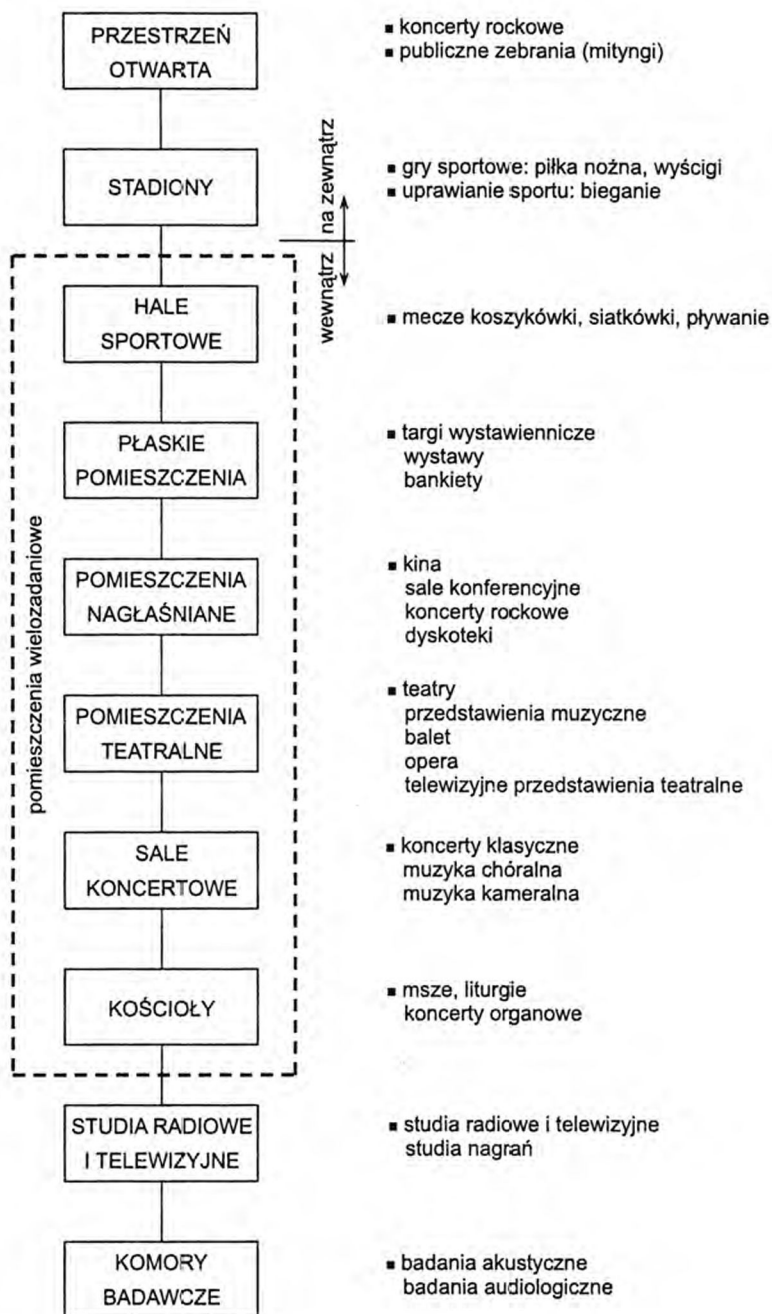 PRZESTRZEŃ
OTWARTA
▪ koncerty rockowe
▪ publiczne zebrania (mityngi)
STADIONY
na zewnątrz
▪ gry sportowe: piłka nożna, wyścigi
▪ uprawianie sportu: bieganie
wewnątrz
HALE
SPORTOWE
▪ mecze koszykówki, siatkówki, pływanie
PŁASKIE
POMIESZCZENIA
▪ targi wystawiennicze
wystawy
bankiety
pomieszczenia wielozadaniowe
POMIESZCZENIA
NAGŁAŚNIANE
▪ kina
sale konferencyjne
koncerty rockowe
dyskoteki
POMIESZCZENIA
TEATRALNE
▪ teatry
przedstawienia muzyczne
balet
opera
telewizyjne przedstawienia teatralne
SALE
KONCERTOWE
▪ koncerty klasyczne
muzyka chóralna
muzyka kameralna
KOŚCIOŁY
▪ msze, liturgie
koncerty organowe
STUDIA RADIOWE
I TELEWIZYJNE
▪ studia radiowe i telewizyjne
studia nagrań
KOMORY
BADAWCZE
▪ badania akustyczne
badania audiologiczne